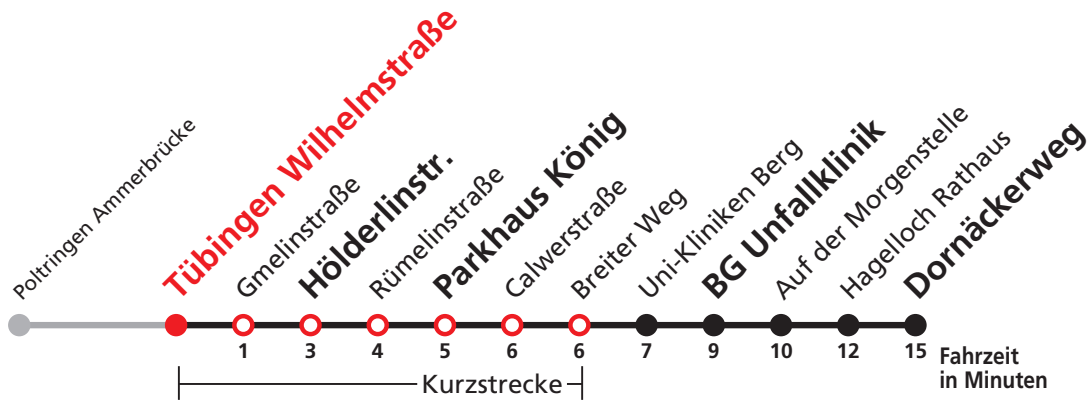 Poltringen Ammerbrücke
Tübingen Wilhelmstraße
Gmelinstraße
Hölderlinstr.
Rümelinstraße
Parkhaus König
Calwerstraße
Breiter Weg
Uni-Kliniken Berg
BG Unfallklinik
Auf der Morgenstelle
Hagelloch Rathaus
Dornäckerweg
1 3 4 5 6 6 7 9 10 12 15
Fahrzeit
in Minuten
Kurzstrecke